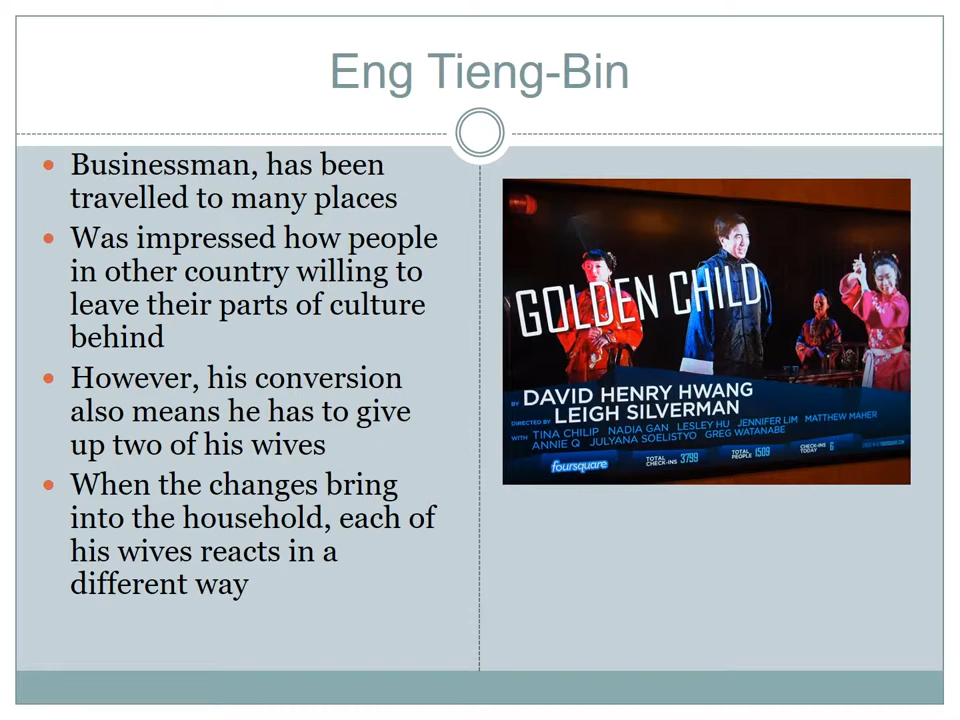 Eng Tieng-Bin
Businessman, has been
travelled to many places
Was impressed how people
in other country willing to
leave their parts of culture
behind
However, his conversion
also means he has to give
up two of his wives
When the changes bring
into the household, each of
his wives reacts in a
different way
GOLDEN CHILD
BY DAVID HENRY HWANG
DIRECTED BY LEIGH SILVERMAN
WITH TINA CHILIP NADIA GAN LESLEY HU JENNIFER LIM MATTHEW MAHER
ANNIE Q JULYANA SOELISTYO GREG WATANABE
foursquare
TOTAL CHECK-INS 3799
TOTAL PEOPLE 1509
CHECK-INS TODAY 6